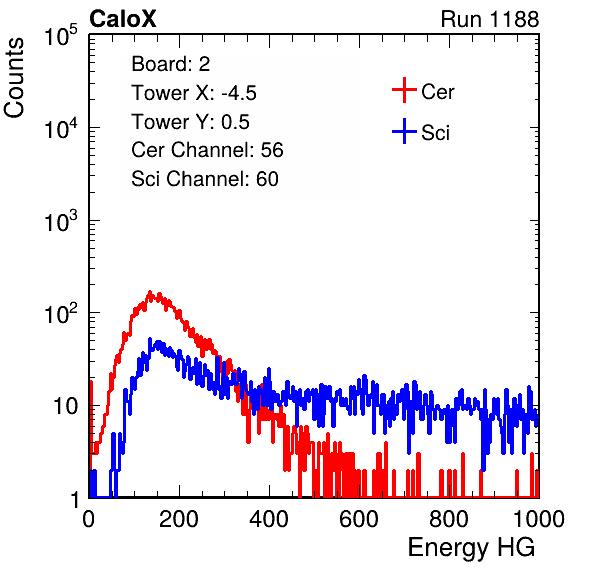 CaloX Run 1188
Counts
Board: 2
Tower X: -4.5
Tower Y: 0.5
Cer Channel: 56
Sci Channel: 60
Cer
Sci
10^5
10^4
10^3
10^2
10
1
0 200 400 600 800 1000
Energy HG